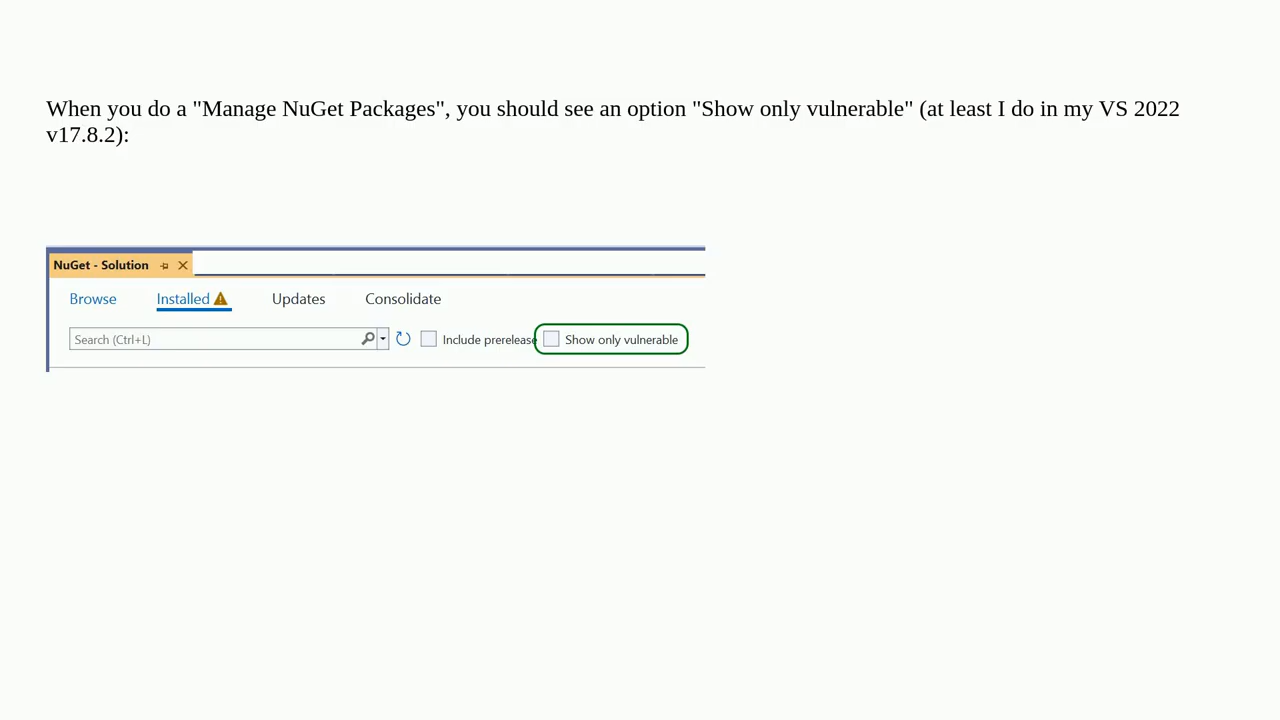 When you do a "Manage NuGet Packages", you should see an option "Show only vulnerable" (at least I do in my VS 2022
v17.8.2):
NuGet - Solution
Browse Installed Updates Consolidate
Search (Ctrl+L) Include prerelease Show only vulnerable